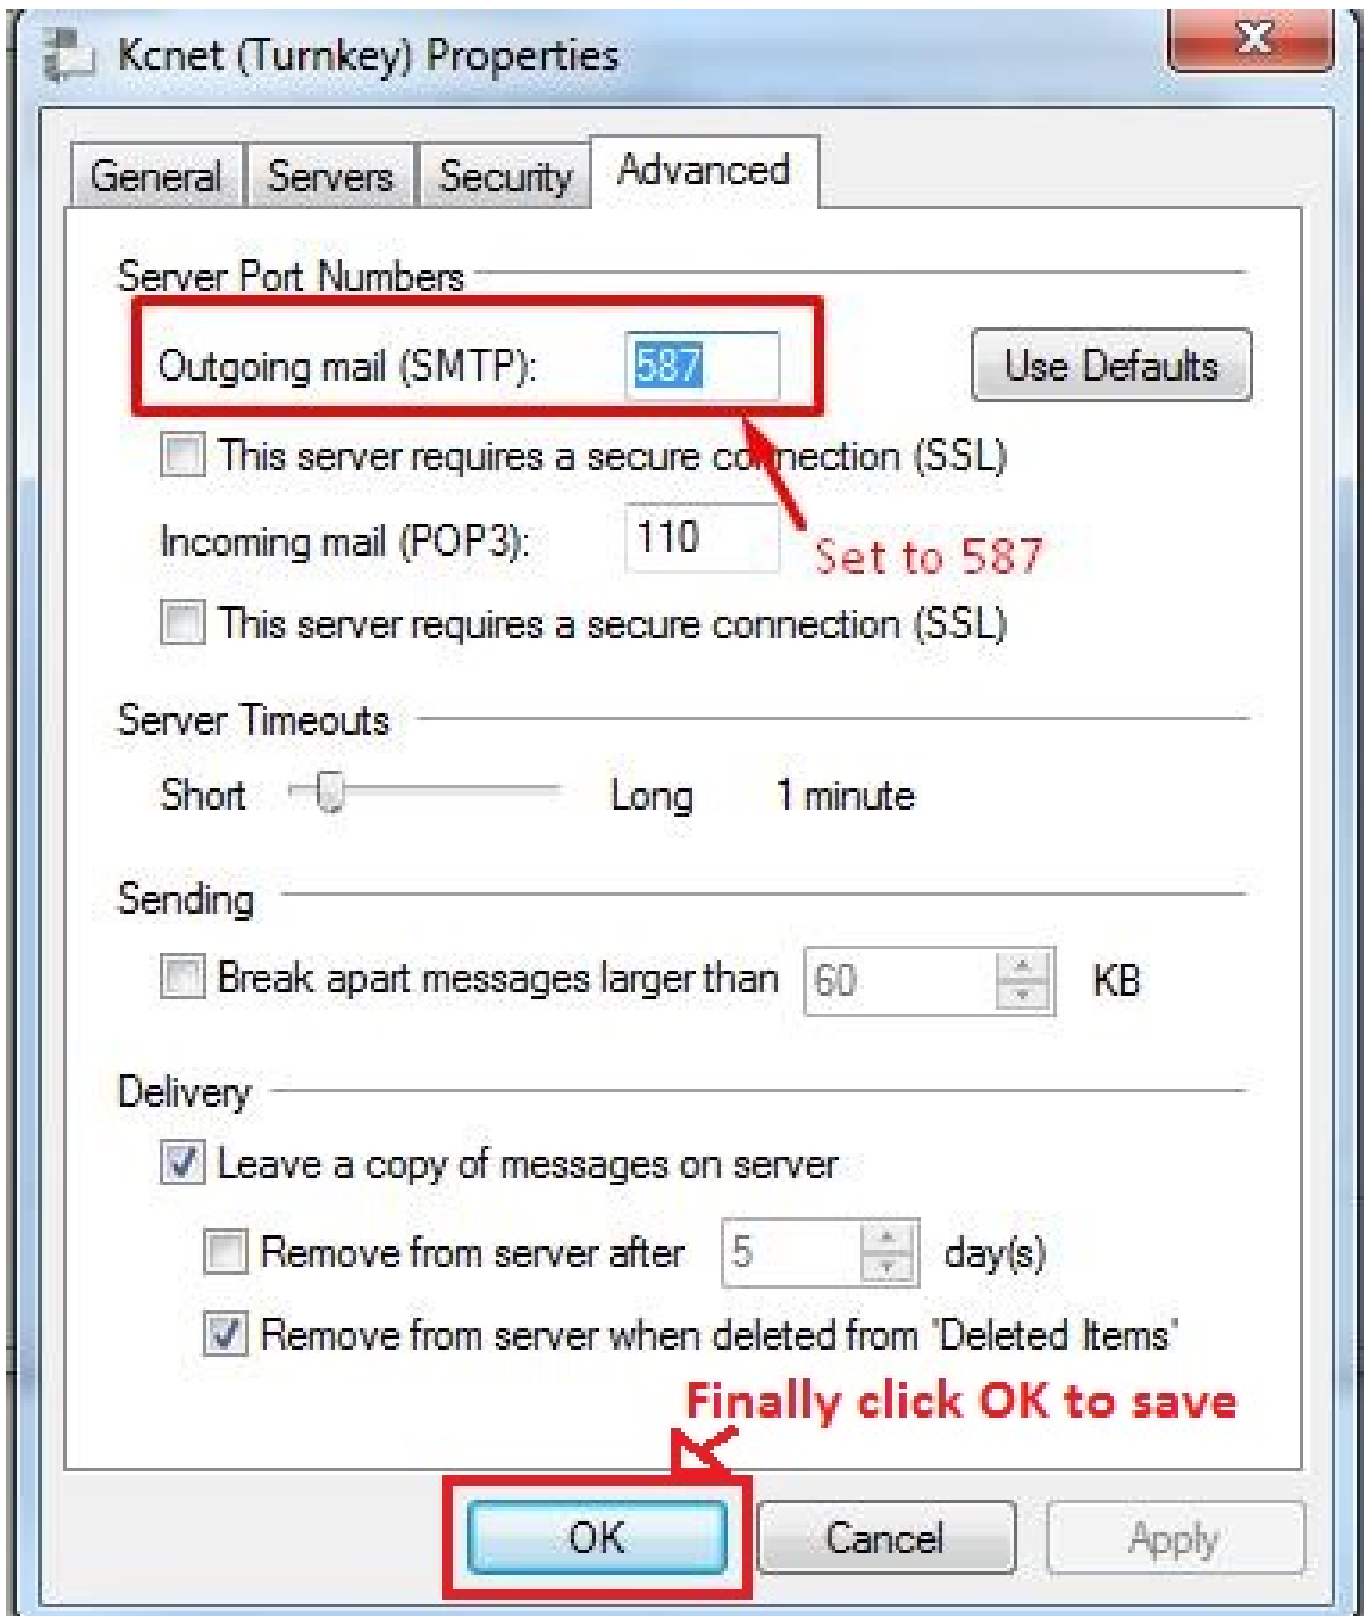 Kcnet (Turnkey) Properties
x
General Servers Security Advanced
Server Port Numbers
Outgoing mail (SMTP): 587 Use Defaults
This server requires a secure connection (SSL)
Incoming mail (POP3): 110
Set to 587
This server requires a secure connection (SSL)
Server Timeouts
Short Long 1 minute
Sending
Break apart messages larger than 60 KB
Delivery
Leave a copy of messages on server
Remove from server after 5 day(s)
Remove from server when deleted from 'Deleted Items'
Finally click OK to save
OK Cancel Apply